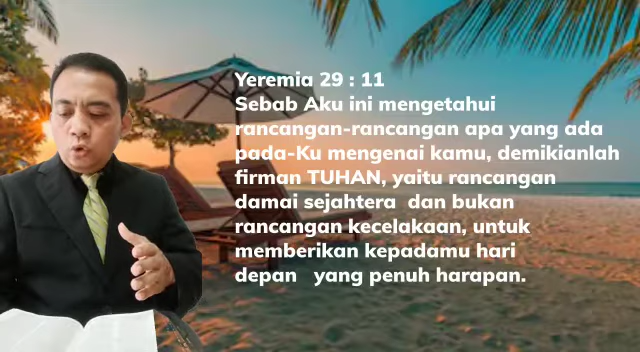 Yeremia 29 : 11
Sebab Aku ini mengetahui
rancangan-rancangan apa yang ada
pada-Ku mengenai kamu, demikianlah
firman TUHAN, yaitu rancangan
damai sejahtera  dan bukan
rancangan kecelakaan, untuk
memberikan kepadamu hari
depan   yang penuh harapan.